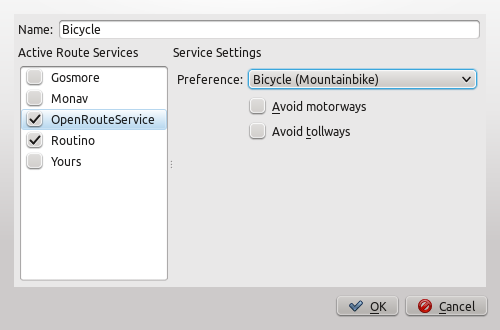 Name: Bicycle
Active Route Services
Service Settings
Gosmore
Monav
OpenRouteService
Routino
Yours
Preference: Bicycle (Mountainbike)
Avoid motorways
Avoid tollways
OK
Cancel